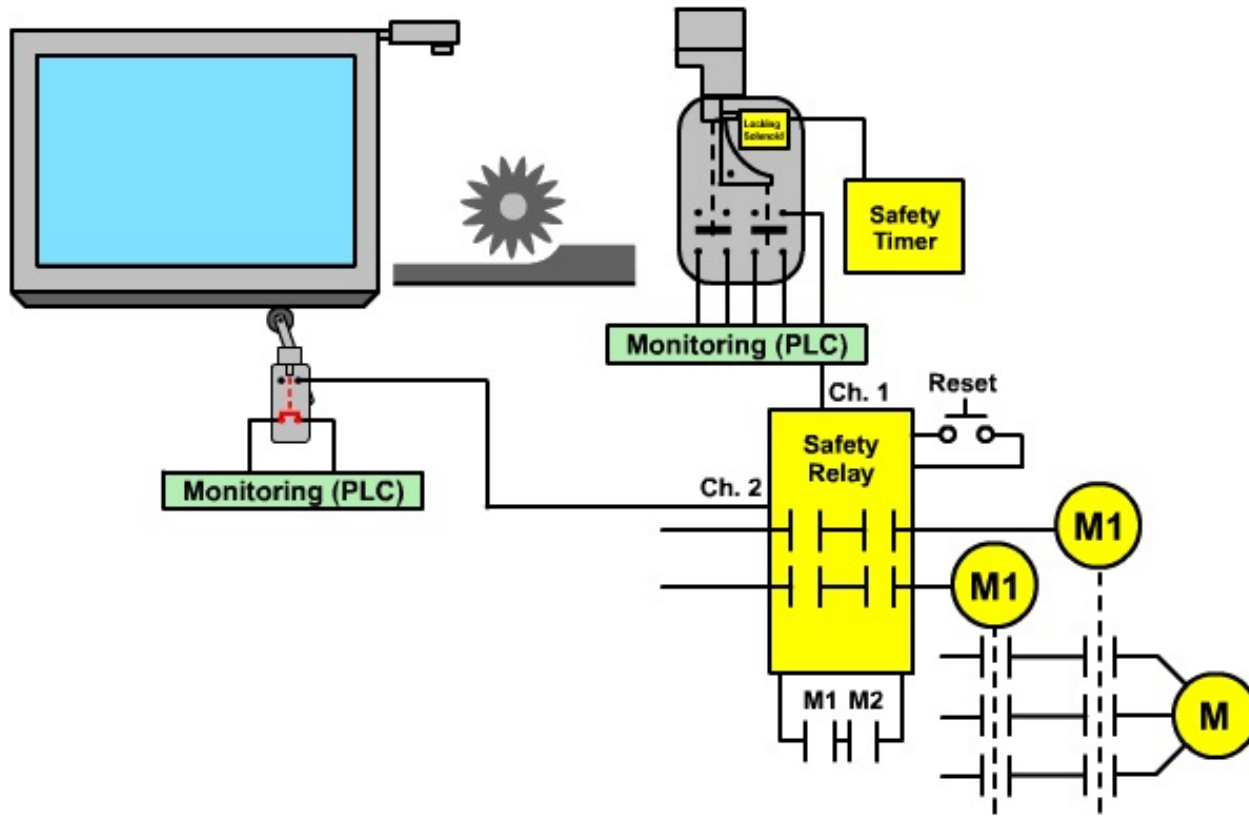 Locking
Solenoid
Safety
Timer
Monitoring (PLC)
Ch. 1
Reset
Safety
Relay
Monitoring (PLC)
Ch. 2
M1
M1
M1 M2
M